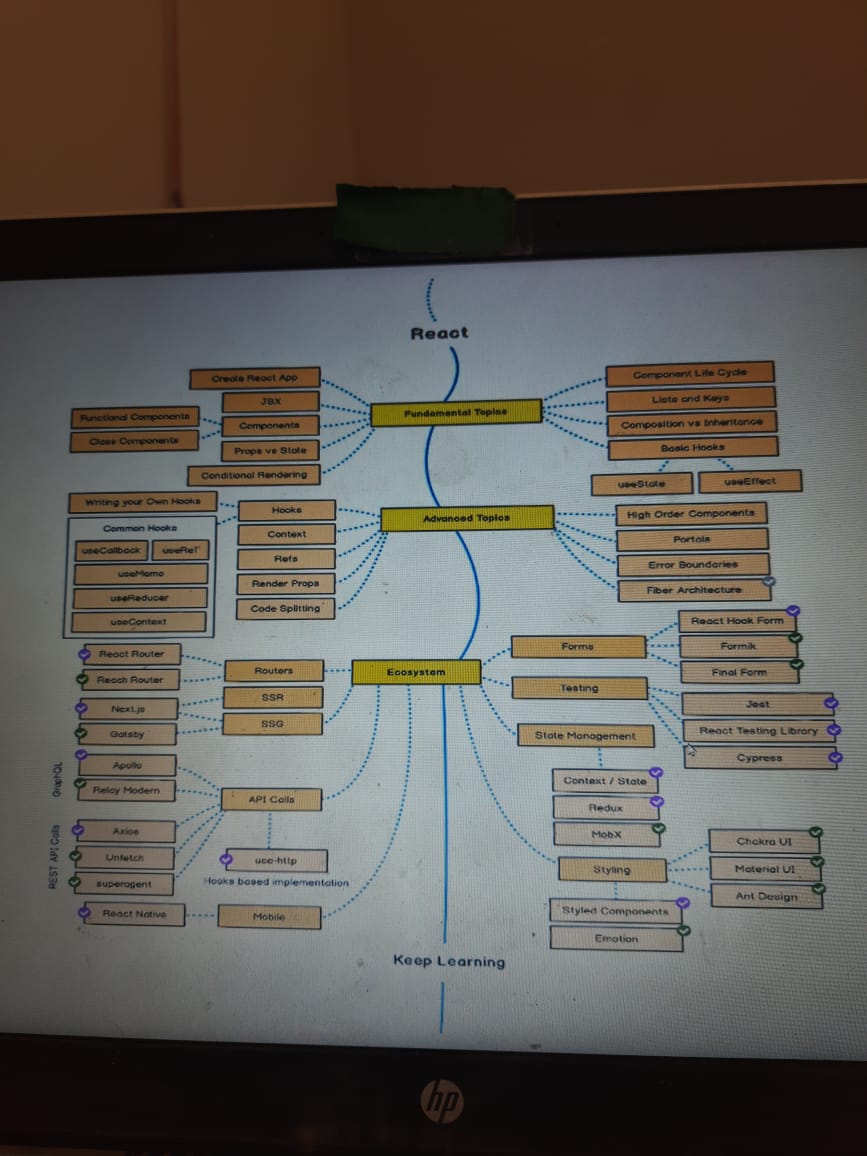 React
Create React App
JSX
Functional Components
Components
Class Components
Props vs State
Conditional Rendering
Fundamental Topics
Component Life Cycle
Lists and Keys
Composition vs Inheritance
Basic Hooks
useState
useEffect
Writing your Own Hooks
Hooks
Common Hooks
useCallback
useRef
useMemo
useReducer
useContext
Context
Refs
Render Props
Code Splitting
Advanced Topics
High Order Components
Portals
Error Boundaries
Fiber Architecture
React Router
Reach Router
Routers
Next.js
Gatsby
SSR
SSG
Ecosystem
Forms
React Hook Form
Formik
Final Form
Testing
Jest
React Testing Library
Cypress
State Management
Context / State
Redux
MobX
GraphQL
Apollo
Relay Modern
API Calls
REST API Calls
Axios
Unfetch
superagent
use-http
Hooks based implementation
React Native
Mobile
Styling
Chakra UI
Material UI
Ant Design
Styled Components
Emotion
Keep Learning
hp